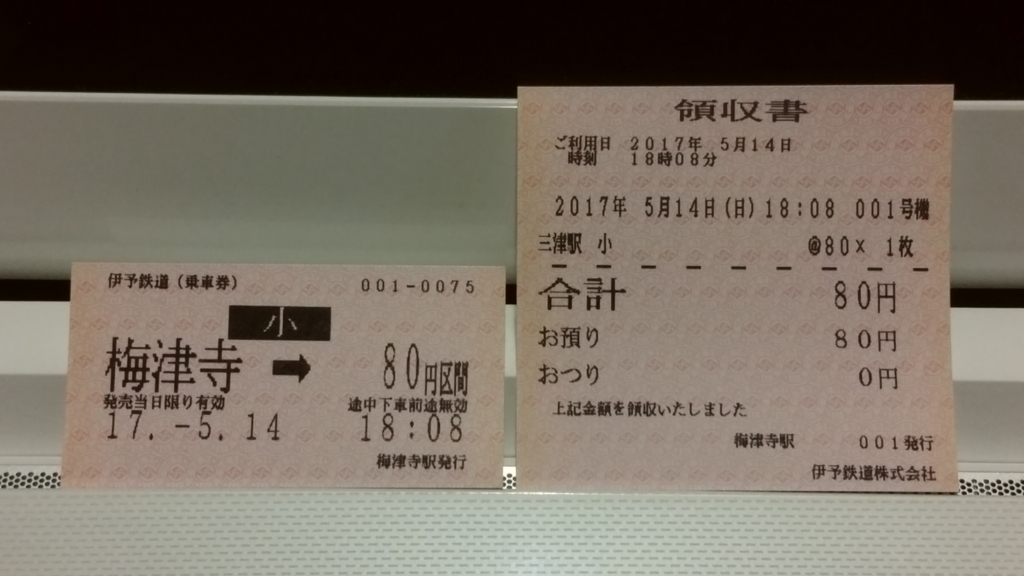 伊予鉄道(乗車券) 001-0075
小
梅津寺 ➡ 80円区間
発売当日限り有効 途中下車前途無効
17.-5.14 18:08
梅津寺駅発行
領収書
ご利用日 2017年 5月14日
時刻 18時08分
2017年 5月14日(日)18:08 001号機
三津駅 小 @80× 1枚
合計 80円
お預り 80円
おつり 0円
上記金額を領収いたしました
梅津寺駅 001発行
伊予鉄道株式会社